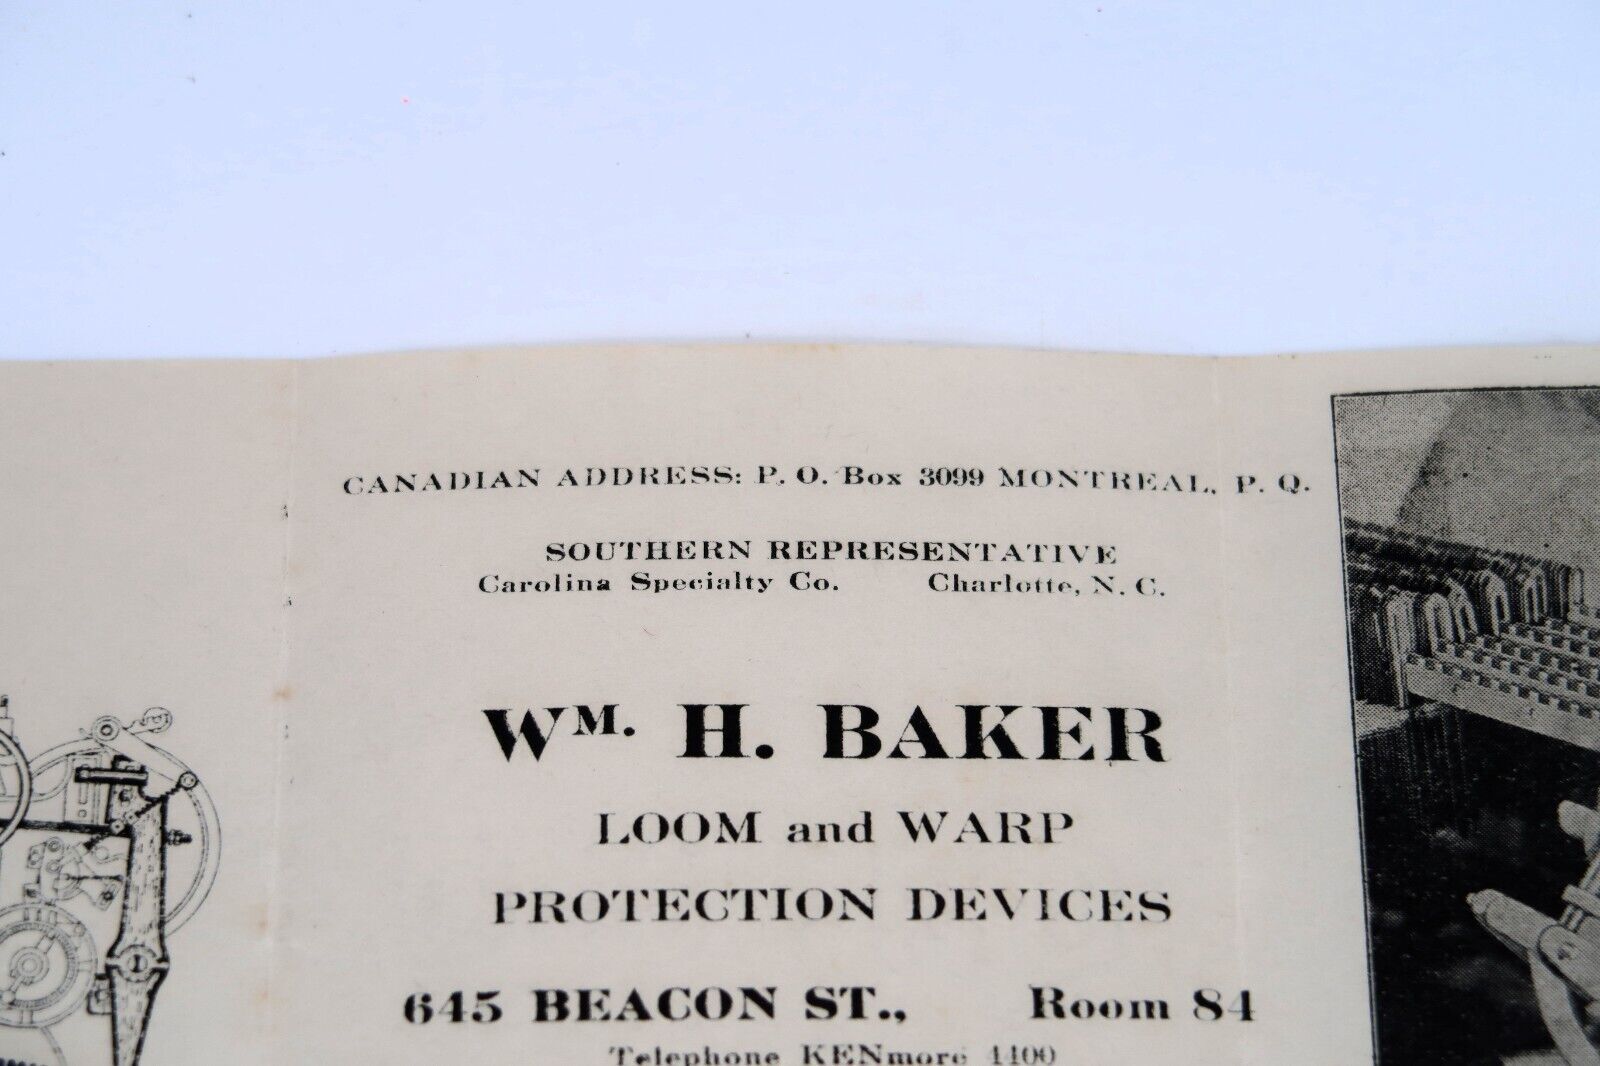 CANADIAN ADDRESS: P. O. Box 3099 MONTREAL, P. Q.
SOUTHERN REPRESENTATIVE
Carolina Specialty Co. Charlotte, N. C.
WM. H. BAKER
LOOM and WARP
PROTECTION DEVICES
645 BEACON ST., Room 84
Telephone KENmore 4400